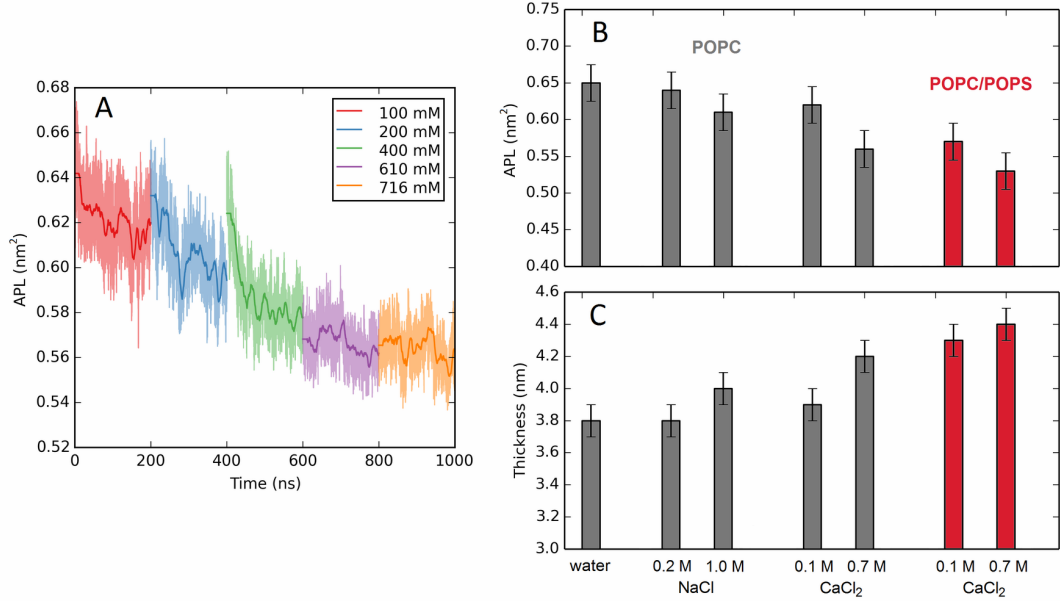 A
0.68
0.66
0.64
0.62
0.60
0.58
0.56
0.54
0.52
APL (nm²)
0
200
400
600
800
1000
Time (ns)
100 mM
200 mM
400 mM
610 mM
716 mM
B
POPC
POPC/POPS
0.75
0.70
0.65
0.60
0.55
0.50
0.45
0.40
APL (nm²)
C
4.6
4.4
4.2
4.0
3.8
3.6
3.4
3.2
3.0
Thickness (nm)
water
0.2 M 1.0 M
0.1 M 0.7 M
0.1 M 0.7 M
NaCl
CaCl₂
CaCl₂